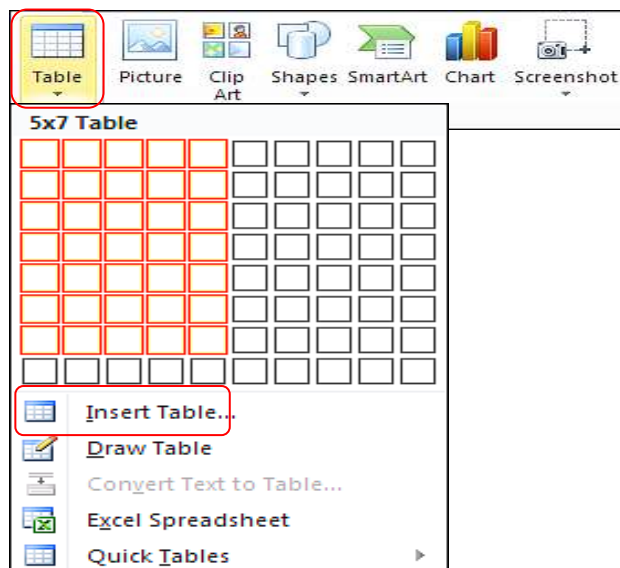 Table Picture Clip Art Shapes SmartArt Chart Screenshot
5x7 Table
Insert Table...
Draw Table
Convert Text to Table...
Excel Spreadsheet
Quick Tables